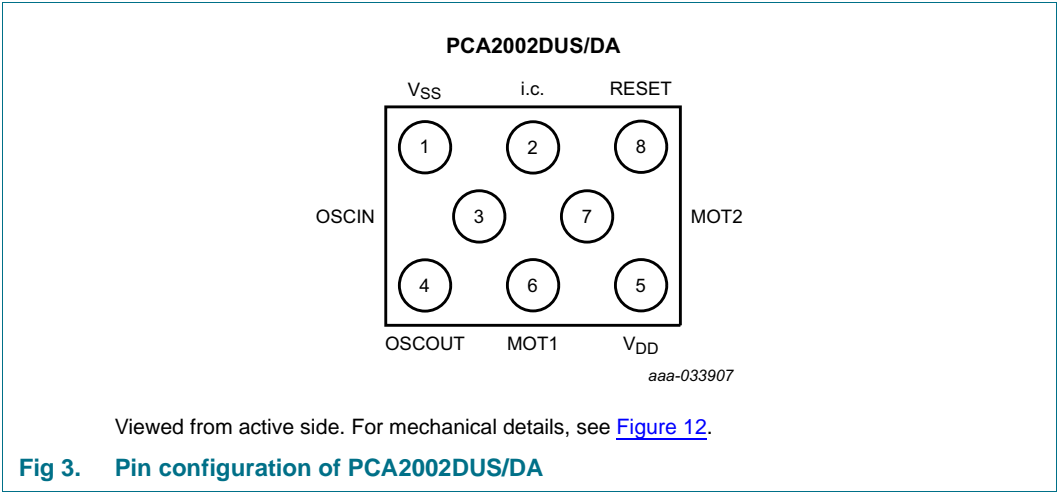 PCA2002DUS/DA
VSS i.c. RESET
1 2 8
OSCIN 3 7 MOT2
4 6 5
OSCOUT MOT1 VDD
aaa-033907
Viewed from active side. For mechanical details, see Figure 12.
Fig 3. Pin configuration of PCA2002DUS/DA